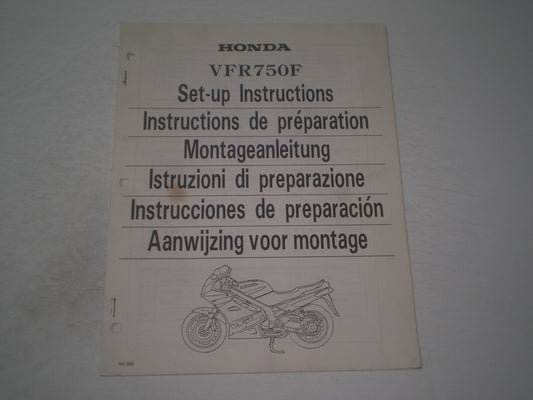 HONDA
VFR750F
Set-up Instructions
Instructions de préparation
Montageanleitung
Istruzioni di preparazione
Instrucciones de preparación
Aanwijzing voor montage